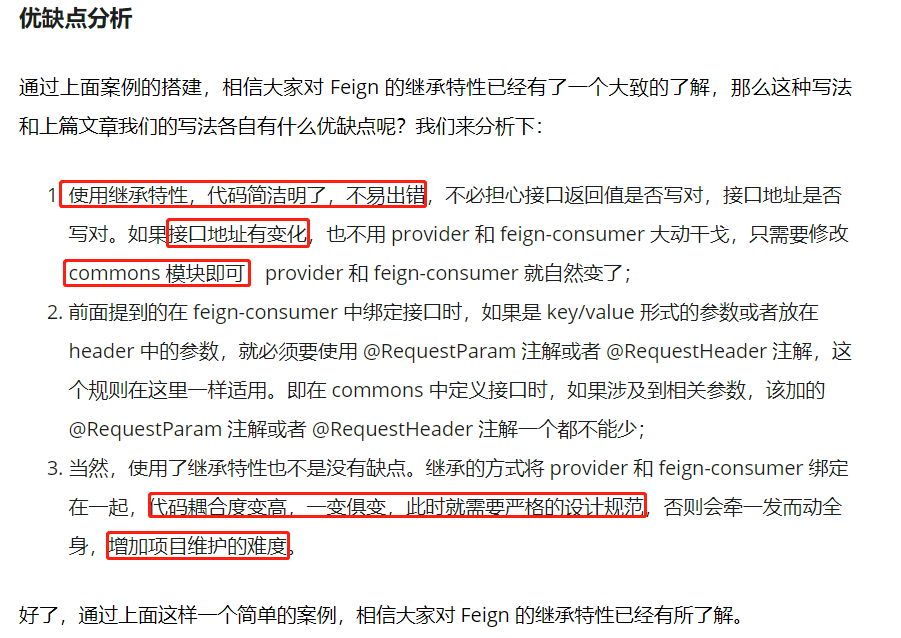 优缺点分析
通过上面案例的搭建，相信大家对 Feign 的继承特性已经有了一个大致的了解，那么这种写法
和上篇文章我们的写法各自有什么优缺点呢？我们来分析下：
1. 使用继承特性，代码简洁明了，不易出错，不必担心接口返回值是否写对，接口地址是否
写对。如果接口地址有变化，也不用 provider 和 feign-consumer 大动干戈，只需要修改
commons 模块即可 provider 和 feign-consumer 就自然变了；
2. 前面提到的在 feign-consumer 中绑定接口时，如果是 key/value 形式的参数或者放在
header 中的参数，就必须要使用 @RequestParam 注解或者 @RequestHeader 注解，这
个规则在这里一样适用。即在 commons 中定义接口时，如果涉及到相关参数，该加的
@RequestParam 注解或者 @RequestHeader 注解一个都不能少；
3. 当然，使用了继承特性也不是没有缺点。继承的方式将 provider 和 feign-consumer 绑定
在一起，代码耦合度变高，一变俱变，此时就需要严格的设计规范，否则会牵一发而动全
身，增加项目维护的难度。
好了，通过上面这样一个简单的案例，相信大家对 Feign 的继承特性已经有所了解。